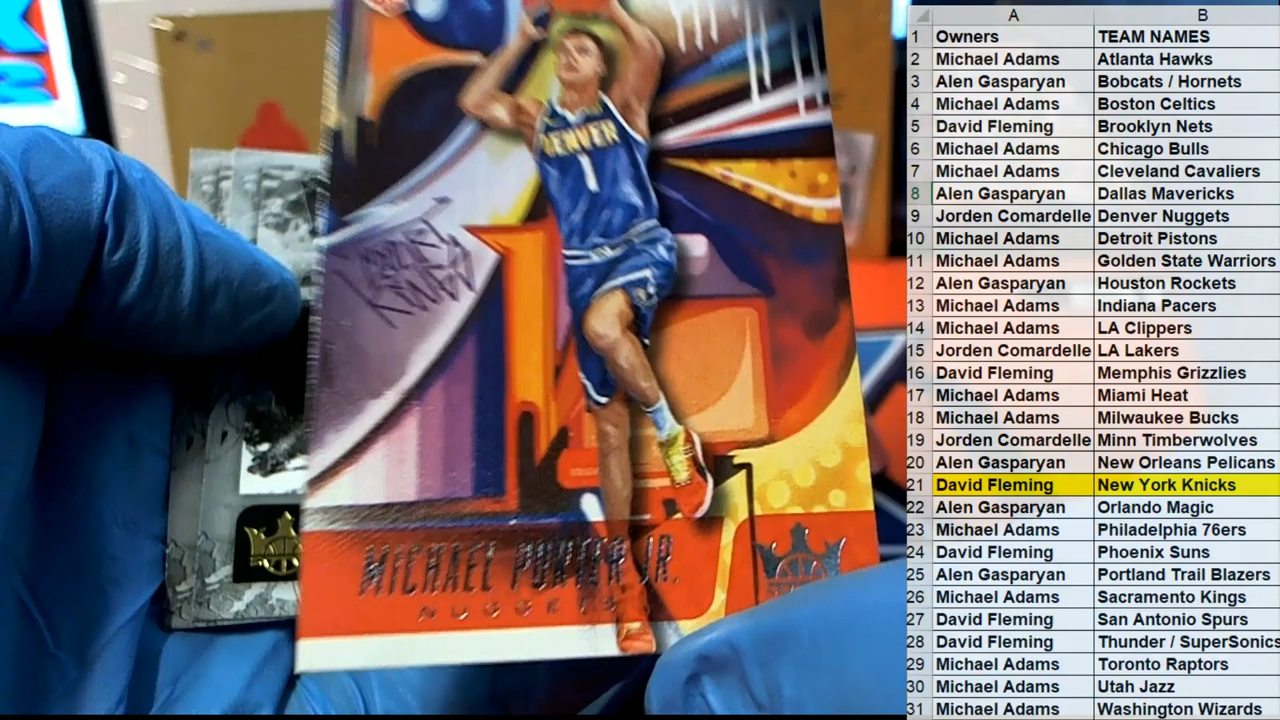 DENVER
1
MICHAEL PORTER JR.
NUGGETS
A B
1 Owners TEAM NAMES
2 Michael Adams Atlanta Hawks
3 Alen Gasparyan Bobcats / Hornets
4 Michael Adams Boston Celtics
5 David Fleming Brooklyn Nets
6 Michael Adams Chicago Bulls
7 Michael Adams Cleveland Cavaliers
8 Alen Gasparyan Dallas Mavericks
9 Jorden Comardelle Denver Nuggets
10 Michael Adams Detroit Pistons
11 Michael Adams Golden State Warriors
12 Alen Gasparyan Houston Rockets
13 Michael Adams Indiana Pacers
14 Michael Adams LA Clippers
15 Jorden Comardelle LA Lakers
16 David Fleming Memphis Grizzlies
17 Michael Adams Miami Heat
18 Michael Adams Milwaukee Bucks
19 Jorden Comardelle Minn Timberwolves
20 Alen Gasparyan New Orleans Pelicans
21 David Fleming New York Knicks
22 Alen Gasparyan Orlando Magic
23 Michael Adams Philadelphia 76ers
24 David Fleming Phoenix Suns
25 Alen Gasparyan Portland Trail Blazers
26 Michael Adams Sacramento Kings
27 David Fleming San Antonio Spurs
28 David Fleming Thunder / SuperSonics
29 Michael Adams Toronto Raptors
30 Michael Adams Utah Jazz
31 Michael Adams Washington Wizards